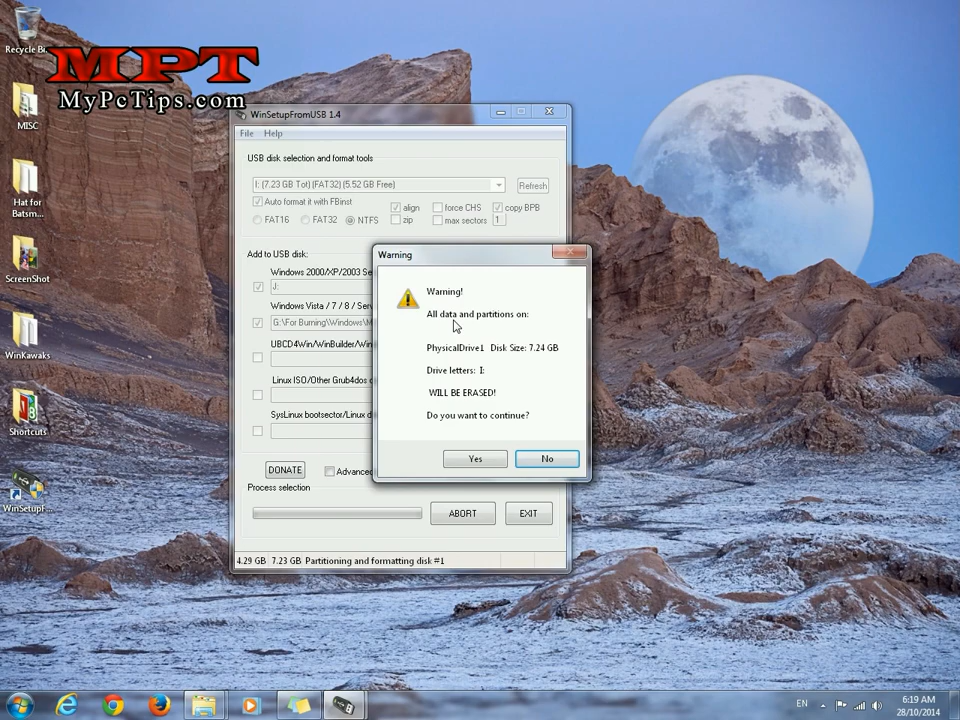 Recycle Bi..
MPT
MyPcTips.com
MISC
Hat for
Batsm...
ScreenShot
WinKawaks
Shortcuts
WinSetupF...
WinSetupFromUSB 1.4
File Help
USB disk selection and format tools
I: (7.23 GB Tot) (FAT32) (5.52 GB Free)
Refresh
Auto format it with FBinst
align
force CHS
copy BPB
FAT16
FAT32
NTFS
zip
max sectors
1
Add to USB disk:
Windows 2000/XP/2003 Se
J:
Windows Vista / 7 / 8 / Serv
G:\For Burning\Windows\M
UBCD4Win/WinBuilder/Win
Linux ISO/Other Grub4dos c
SysLinux bootsector/Linux d
DONATE
Advanced
Process selection
ABORT
EXIT
4.29 GB 7.23 GB Partitioning and formatting disk #1
Warning
Warning!
All data and partitions on:
PhysicalDrive1 Disk Size: 7.24 GB
Drive letters: I:
WILL BE ERASED!
Do you want to continue?
Yes
No
EN
6:19 AM
28/10/2014